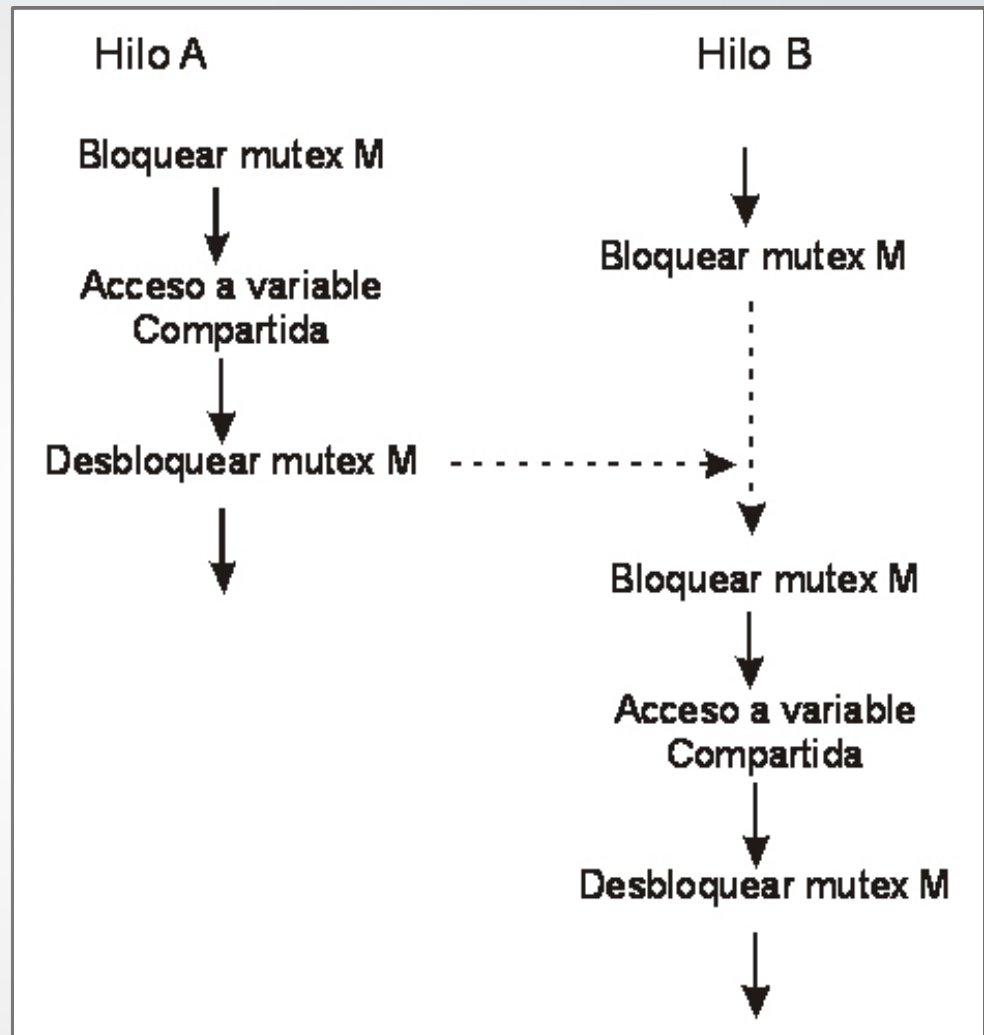 Hilo A
Bloquear mutex M
Acceso a variable
Compartida
Desbloquear mutex M
Hilo B
Bloquear mutex M
Bloquear mutex M
Acceso a variable
Compartida
Desbloquear mutex M